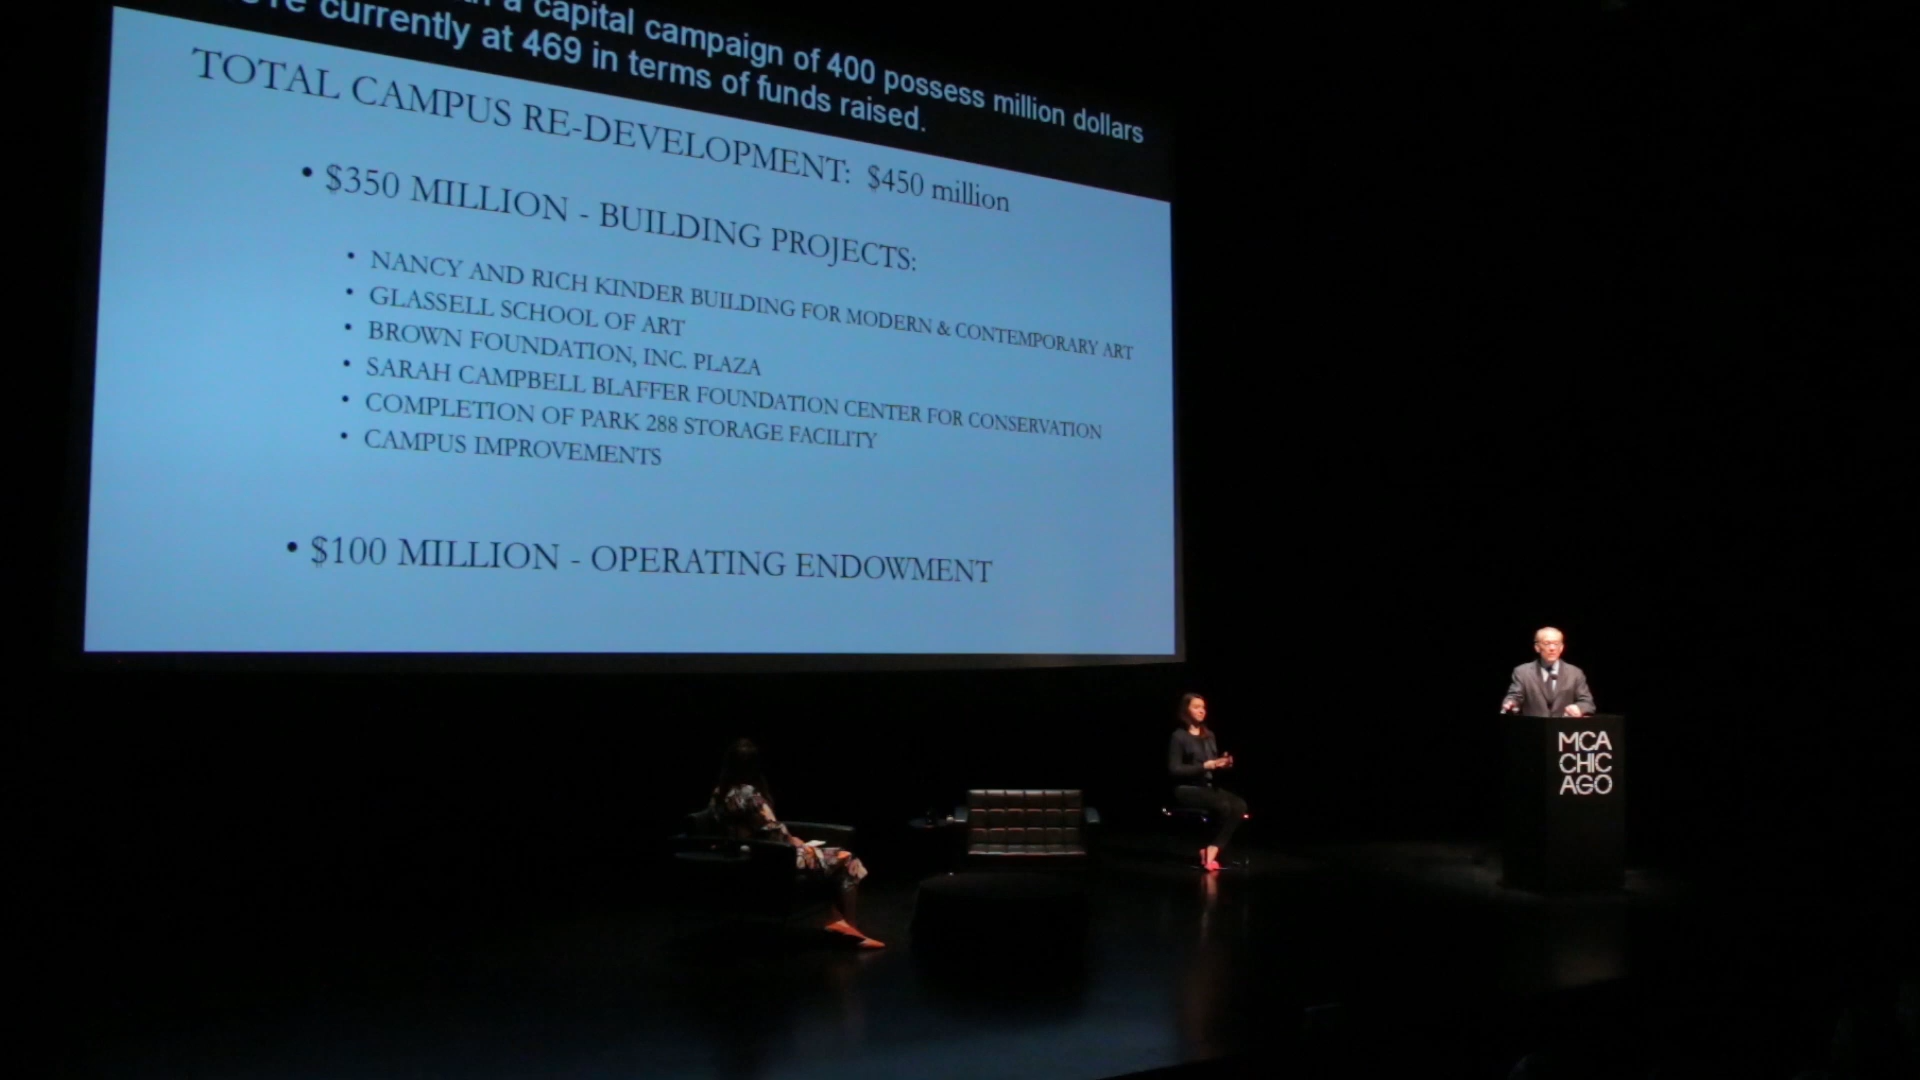 a capital campaign of 400 possess million dollars
currently at 469 in terms of funds raised.
TOTAL CAMPUS RE-DEVELOPMENT: $450 million
• $350 MILLION - BUILDING PROJECTS:
• NANCY AND RICH KINDER BUILDING FOR MODERN & CONTEMPORARY ART
• GLASSELL SCHOOL OF ART
• BROWN FOUNDATION, INC. PLAZA
• SARAH CAMPBELL BLAFFER FOUNDATION CENTER FOR CONSERVATION
• COMPLETION OF PARK 288 STORAGE FACILITY
• CAMPUS IMPROVEMENTS
• $100 MILLION - OPERATING ENDOWMENT
MCA
CHIC
AGO